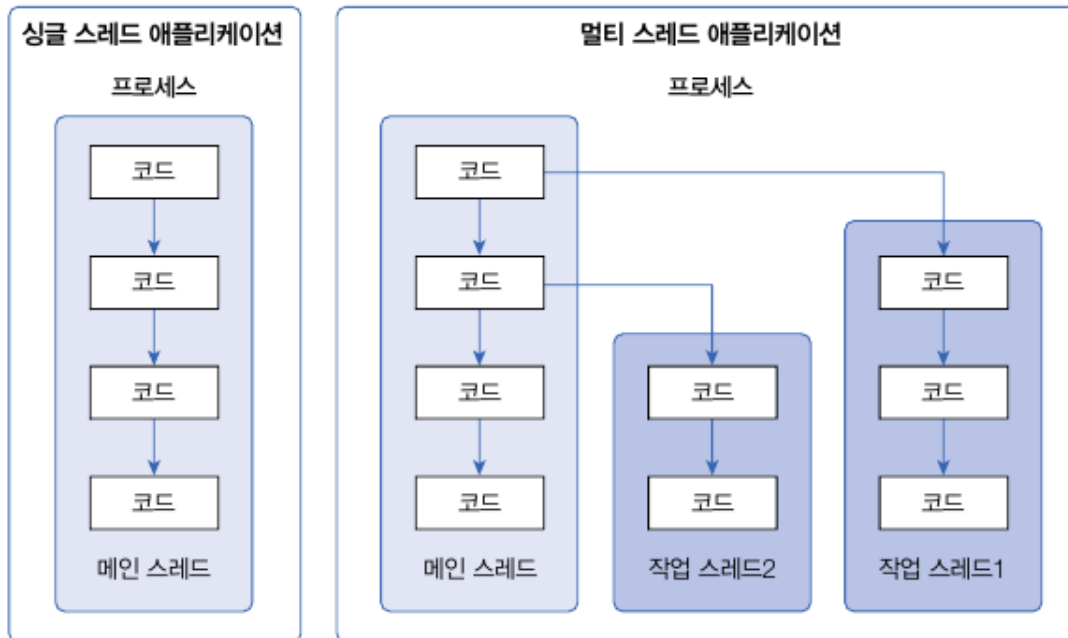 싱글 스레드 애플리케이션
프로세스
코드
코드
코드
코드
메인 스레드
멀티 스레드 애플리케이션
프로세스
코드
코드
코드
코드
메인 스레드
코드
코드
작업 스레드2
코드
코드
코드
작업 스레드1